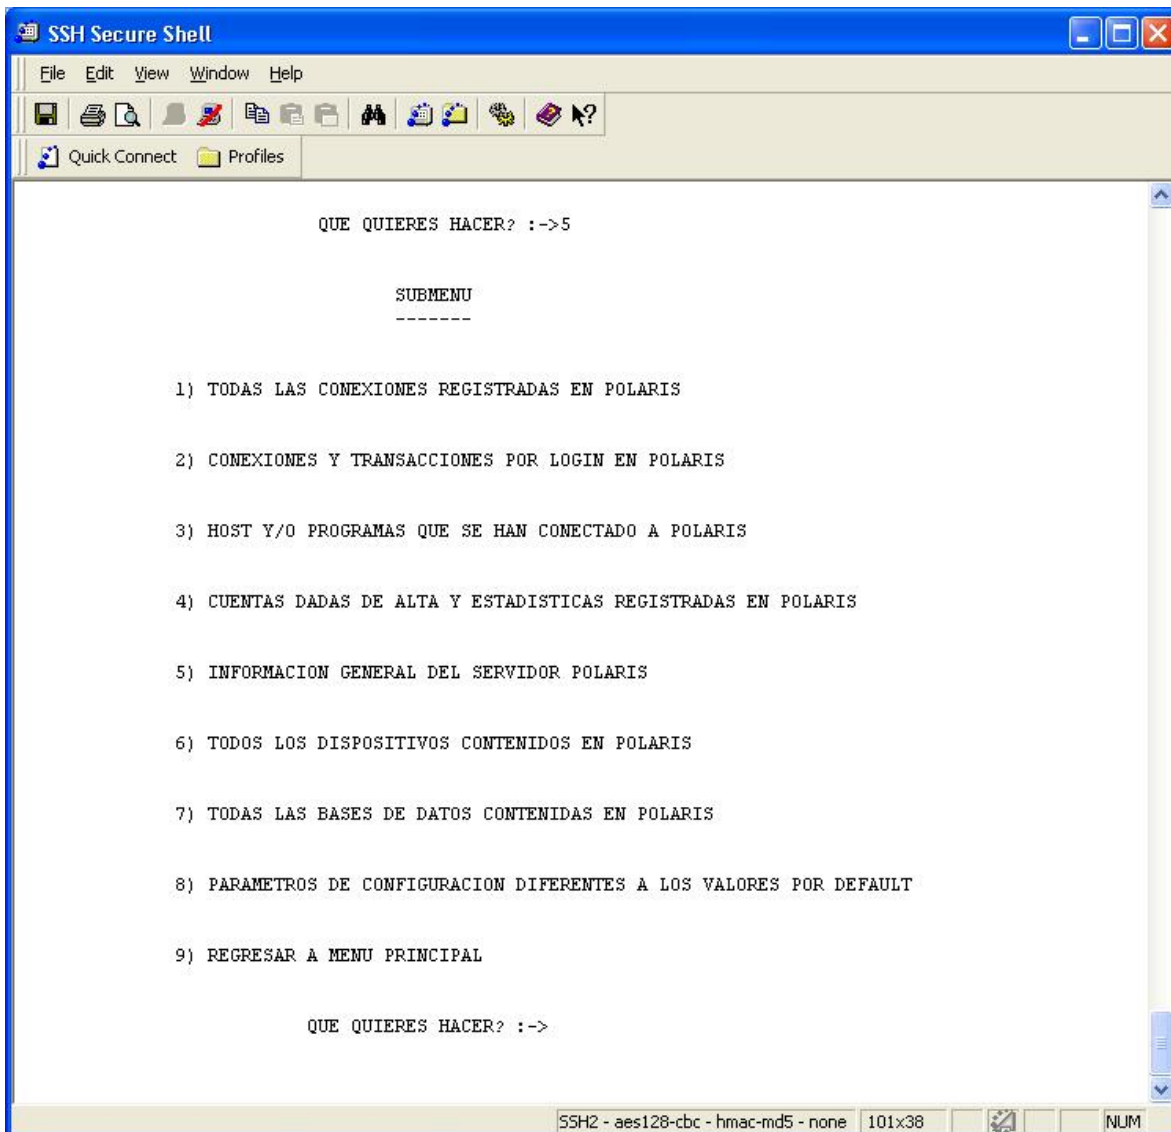 SSH Secure Shell
File Edit View Window Help
Quick Connect Profiles
QUE QUIERES HACER? :->5
SUBMENU
-------
1) TODAS LAS CONEXIONES REGISTRADAS EN POLARIS
2) CONEXIONES Y TRANSACCIONES POR LOGIN EN POLARIS
3) HOST Y/O PROGRAMAS QUE SE HAN CONECTADO A POLARIS
4) CUENTAS DADAS DE ALTA Y ESTADISTICAS REGISTRADAS EN POLARIS
5) INFORMACION GENERAL DEL SERVIDOR POLARIS
6) TODOS LOS DISPOSITIVOS CONTENIDOS EN POLARIS
7) TODAS LAS BASES DE DATOS CONTENIDAS EN POLARIS
8) PARAMETROS DE CONFIGURACION DIFERENTES A LOS VALORES POR DEFAULT
9) REGRESAR A MENU PRINCIPAL
QUE QUIERES HACER? :->
SSH2 - aes128-cbc - hmac-md5 - none 101x38 NUM